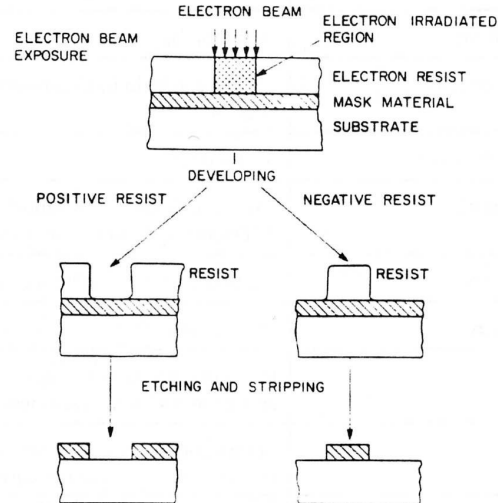 ELECTRON BEAM
ELECTRON BEAM
EXPOSURE
ELECTRON IRRADIATED
REGION
ELECTRON RESIST
MASK MATERIAL
SUBSTRATE
DEVELOPING
POSITIVE RESIST
NEGATIVE RESIST
RESIST
RESIST
ETCHING AND STRIPPING